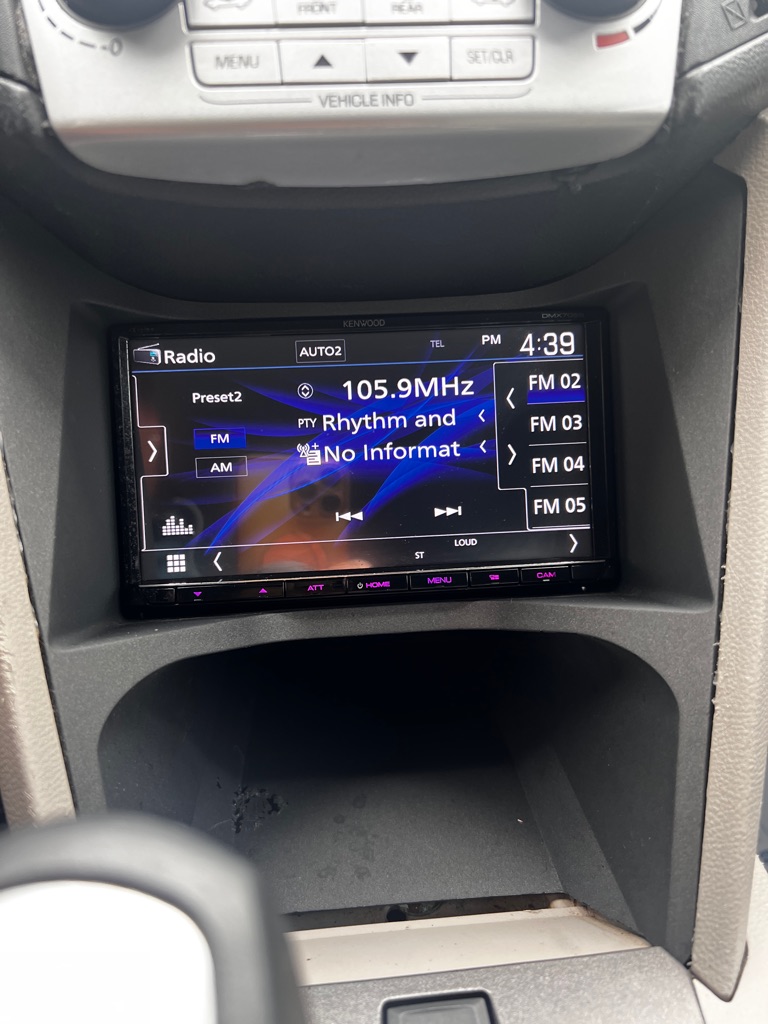 FRONT REAR
0
MENU ▲ ▼ SET/CLR
VEHICLE INFO
KENWOOD
Radio AUTO2 TEL PM 4:39
Preset2 105.9MHz FM 02
FM PTY Rhythm and FM 03
AM No Informat FM 04
FM 05
ST LOUD
ATT HOME MENU CAM